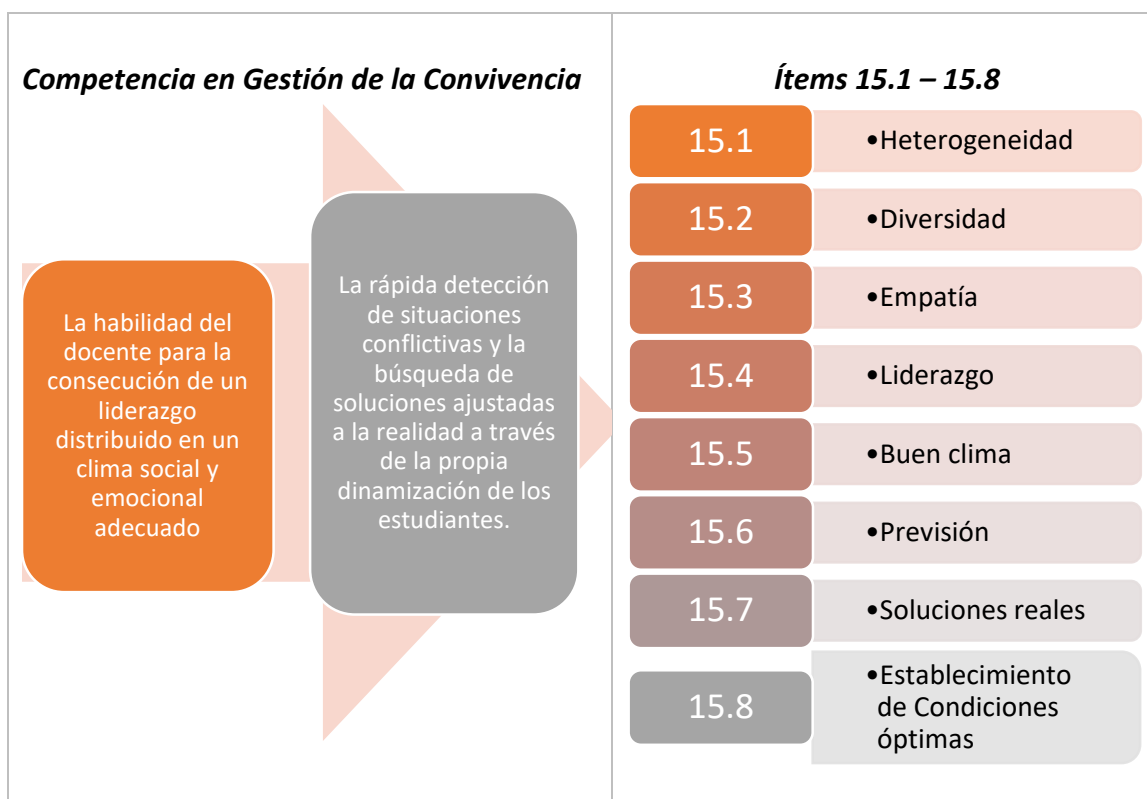 Competencia en Gestión de la Convivencia
La habilidad del
docente para la
consecución de un
liderazgo
distribuido en un
clima social y
emocional
adecuado
La rápida detección
de situaciones
conflictivas y la
búsqueda de
soluciones ajustadas
a la realidad a través
de la propia
dinamización de los
estudiantes.
Ítems 15.1 – 15.8
15.1
•Heterogeneidad
15.2
•Diversidad
15.3
•Empatía
15.4
•Liderazgo
15.5
•Buen clima
15.6
•Previsión
15.7
•Soluciones reales
15.8
•Establecimiento
de Condiciones
óptimas